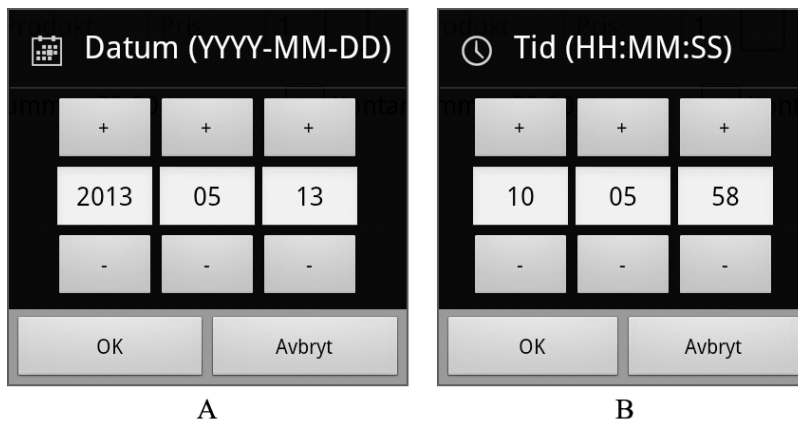 Datum (YYYY-MM-DD)
+ + +
2013 05 13
- - -
OK Avbryt
A
Tid (HH:MM:SS)
+ + +
10 05 58
- - -
OK Avbryt
B